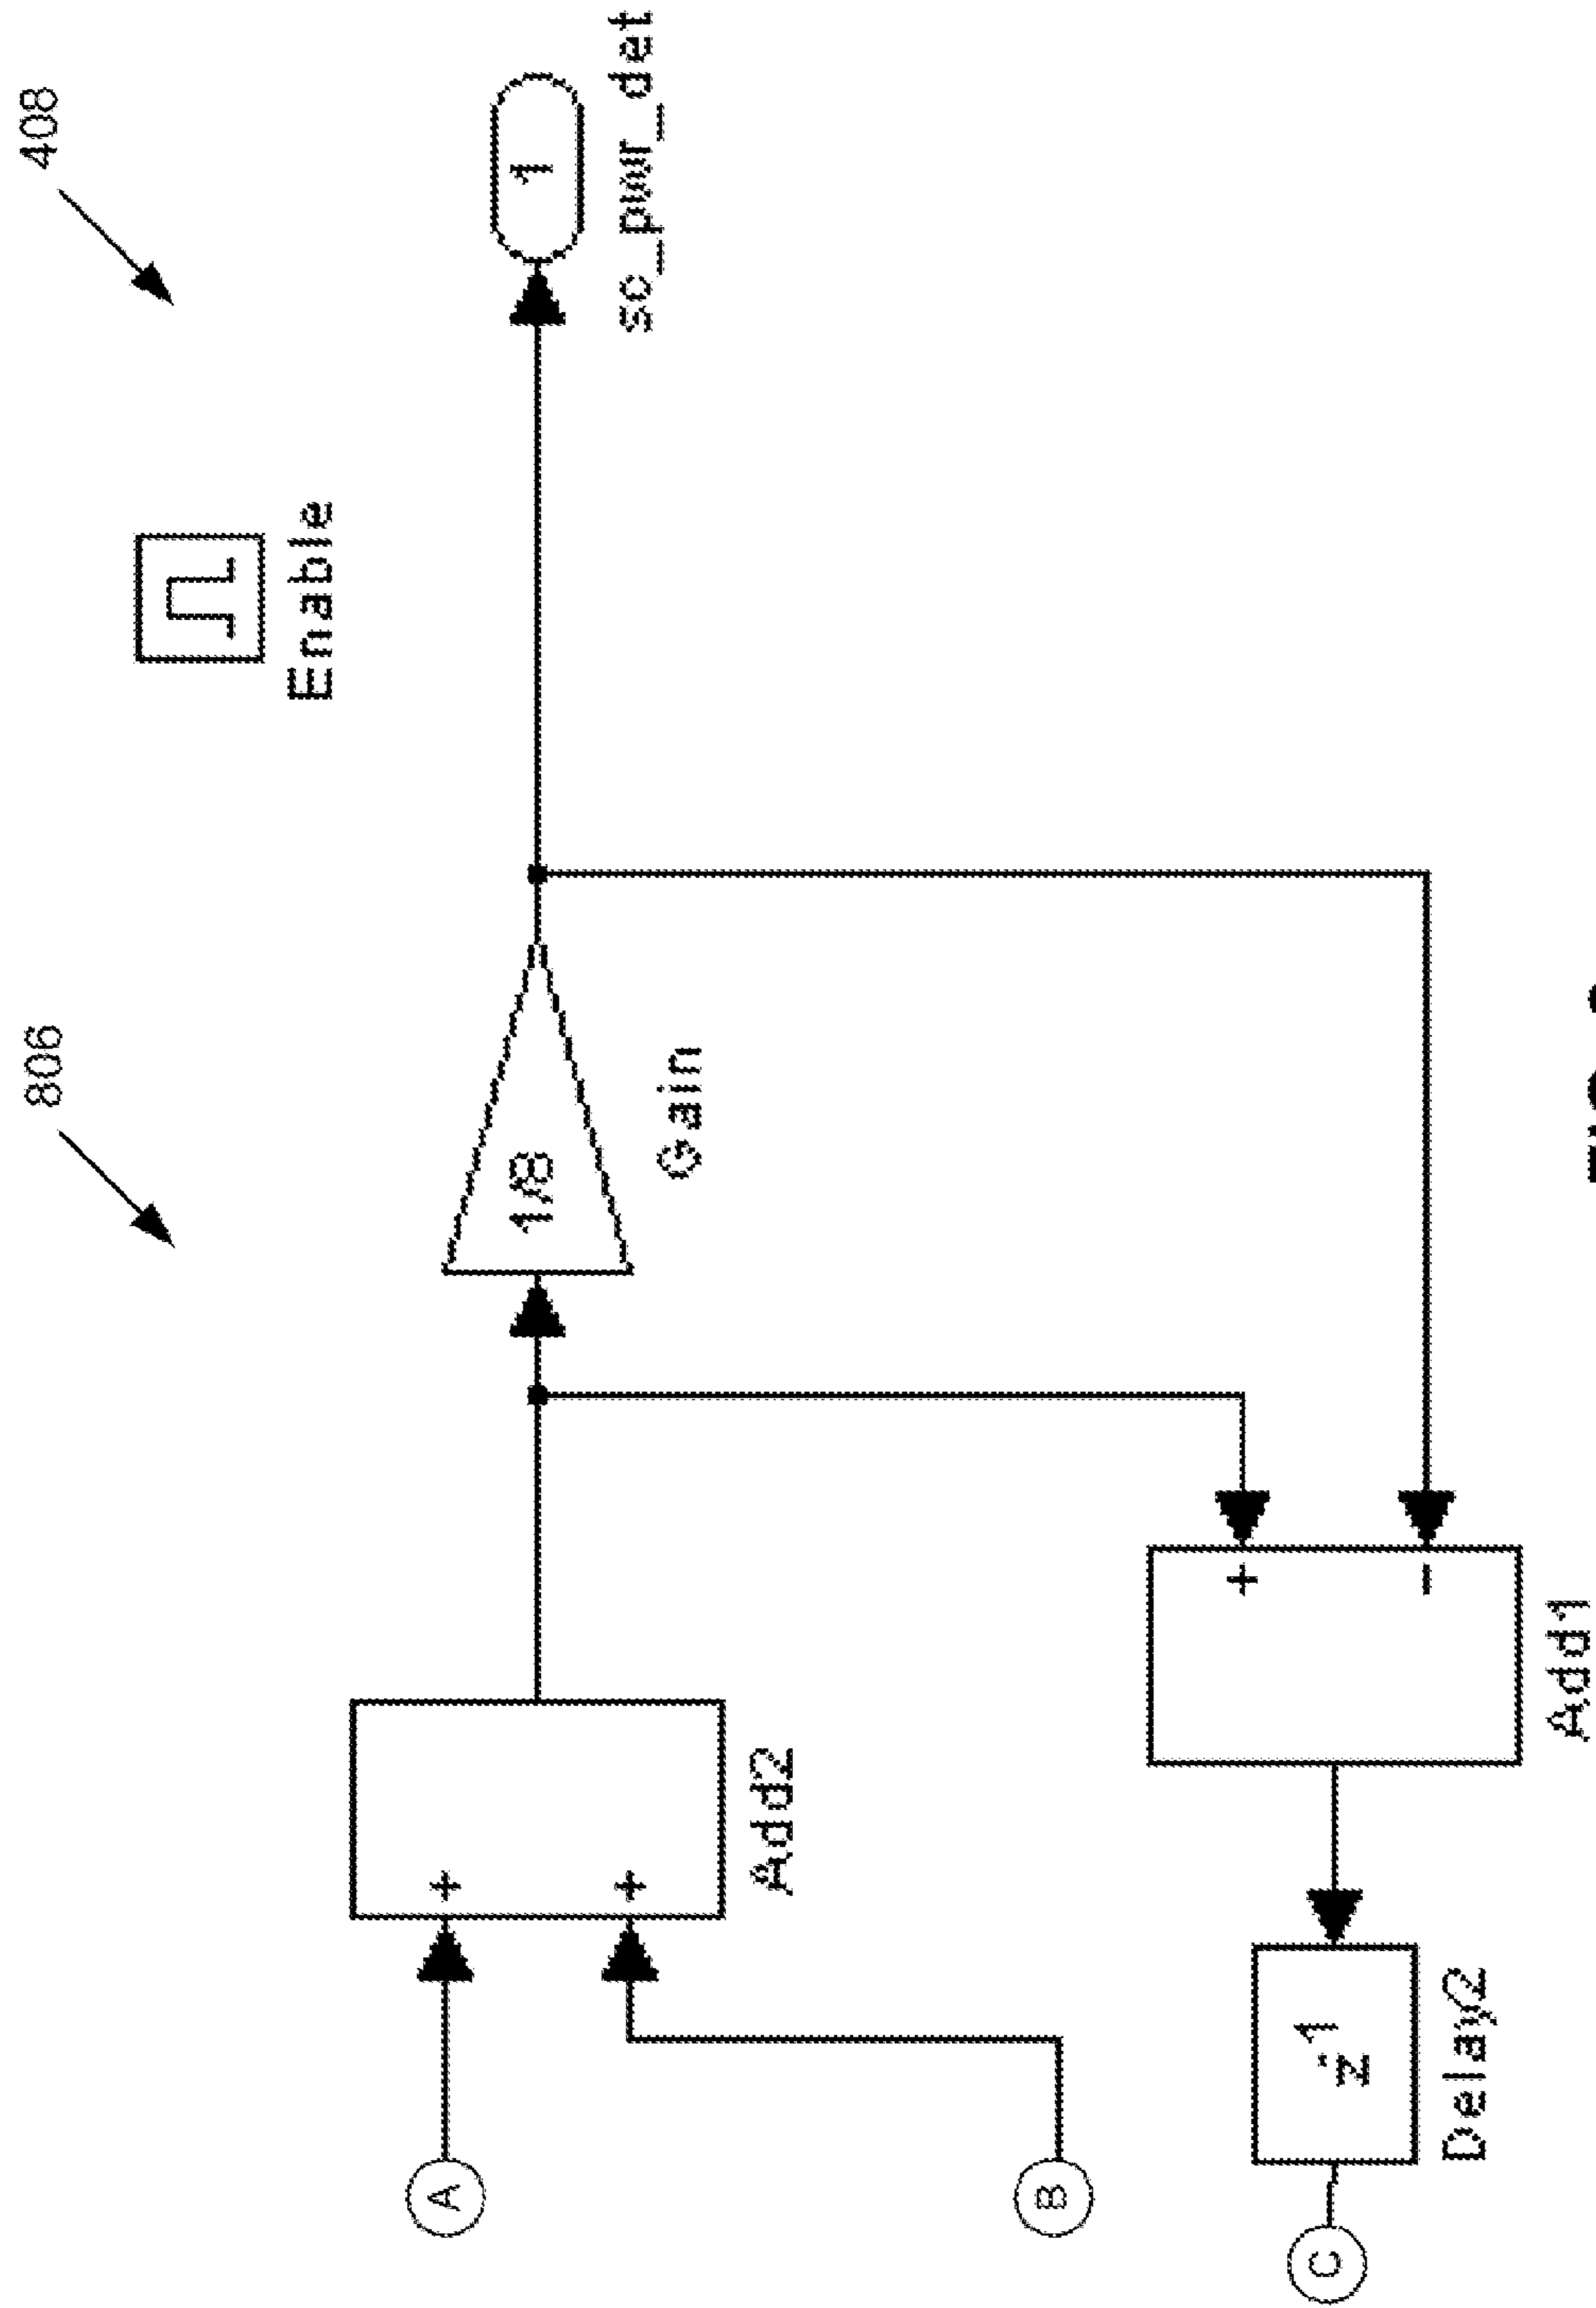 806
408
Enable
A
+
+
Add2
1/8
Gain
1
sc_pwr_det
B
+
-
Add1
z-1
Delay2
C